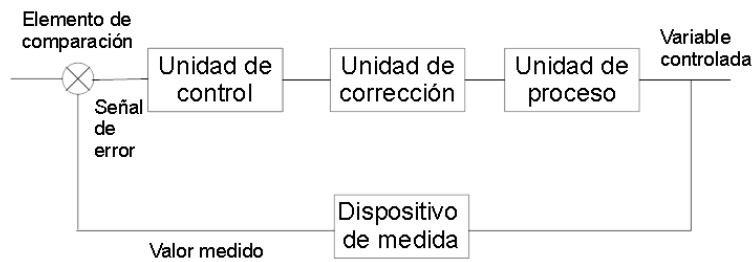 Elemento de
comparación
Unidad de
control
Unidad de
corrección
Unidad de
proceso
Variable
controlada
Señal
de
error
Dispositivo
de medida
Valor medido